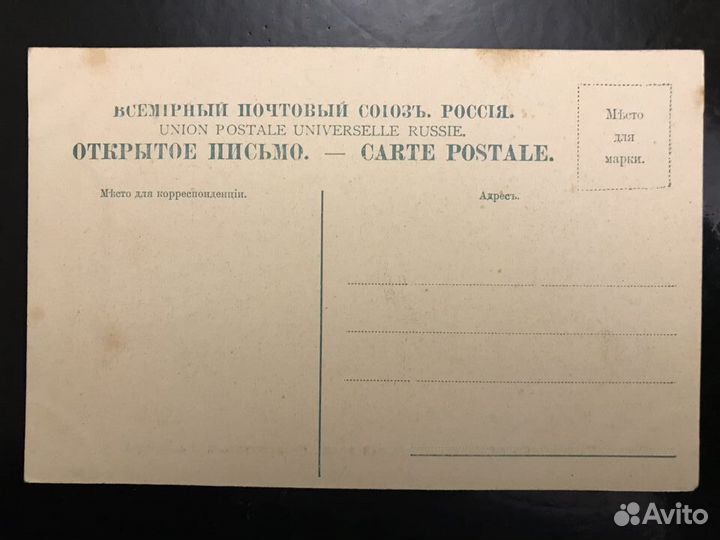 ВСЕМІРНЫЙ ПОЧТОВЫЙ СОЮЗЪ. РОССІЯ.
UNION POSTALE UNIVERSELLE RUSSIE.
ОТКРЫТОЕ ПИСЬМО. — CARTE POSTALE.
Мѣсто
для
марки.
Мѣсто для корреспонденціи.
Адресъ.
Avito